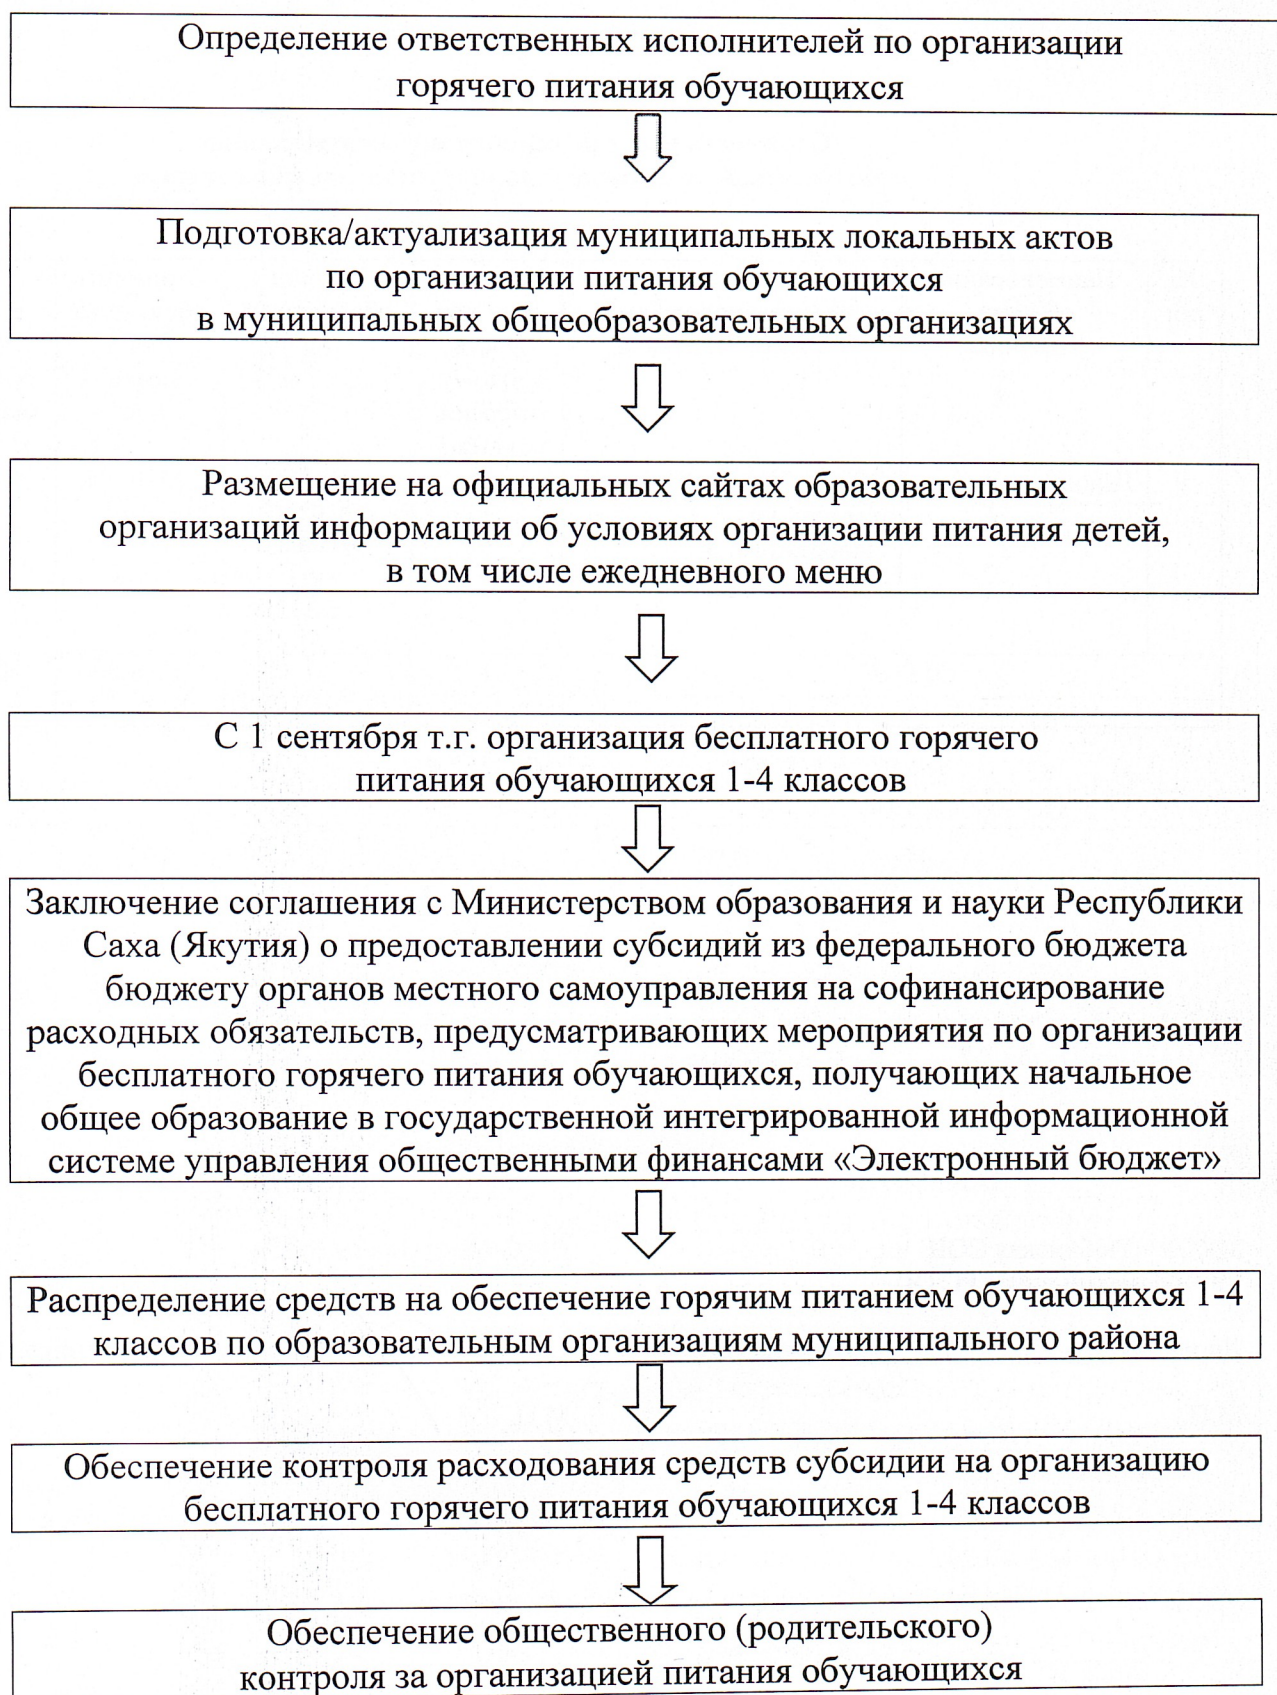 Определение ответственных исполнителей по организации
горячего питания обучающихся
Подготовка/актуализация муниципальных локальных актов
по организации питания обучающихся
в муниципальных общеобразовательных организациях
Размещение на официальных сайтах образовательных
организаций информации об условиях организации питания детей,
в том числе ежедневного меню
С 1 сентября т.г. организация бесплатного горячего
питания обучающихся 1-4 классов
Заключение соглашения с Министерством образования и науки Республики
Саха (Якутия) о предоставлении субсидий из федерального бюджета
бюджету органов местного самоуправления на софинансирование
расходных обязательств, предусматривающих мероприятия по организации
бесплатного горячего питания обучающихся, получающих начальное
общее образование в государственной интегрированной информационной
системе управления общественными финансами «Электронный бюджет»
Распределение средств на обеспечение горячим питанием обучающихся 1-4
классов по образовательным организациям муниципального района
Обеспечение контроля расходования средств субсидии на организацию
бесплатного горячего питания обучающихся 1-4 классов
Обеспечение общественного (родительского)
контроля за организацией питания обучающихся